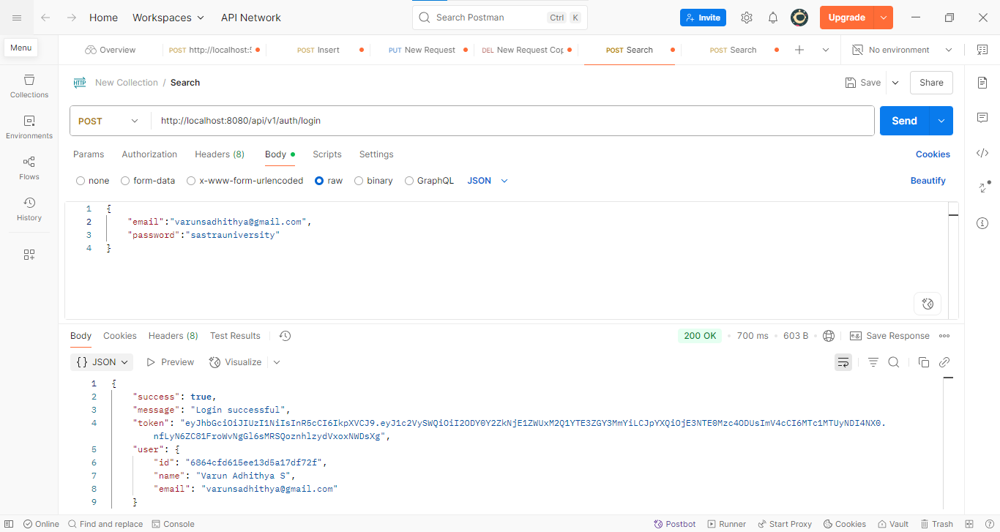 Home Workspaces API Network Search Postman Ctrl K Invite Upgrade
Menu
Overview POST http://localhost:5 POST Insert PUT New Request DEL New Request Cop POST Search POST Search No environment
HTTP New Collection / Search Save Share
POST http://localhost:8080/api/v1/auth/login Send
Collections
Environments
Flows
History
Params Authorization Headers (8) Body Scripts Settings Cookies
none form-data x-www-form-urlencoded raw binary GraphQL JSON Beautify
1 {
2 "email":"varunsadhithya@gmail.com",
3 "password":"sastrauniversity"
4 }
Body Cookies Headers (8) Test Results 200 OK 700 ms 603 B e.g. Save Response
{} JSON Preview Visualize
1 {
2 "success": true,
3 "message": "Login successful",
4 "token": "eyJhbGciOiJIUzI1NiIsInR5cCI6IkpXVCJ9.eyJ1c2VySWQiOiI2ODY0Y2ZkNjE1ZWUxM2Q1YTE3ZGY3MmYiLCJpYXQiOjE3NTE0Mzc4ODUsImV4cCI6MTc1MTUyNDI4NX0.
nfLyN6ZC81FroWvNgGl6sMRSQoznhlzydVxoxNWDsXg",
5 "user": {
6 "id": "6864cfd615ee13d5a17df72f",
7 "name": "Varun Adhithya S",
8 "email": "varunsadhithya@gmail.com"
9 }
Online Find and replace Console Postbot Runner Start Proxy Cookies Vault Trash